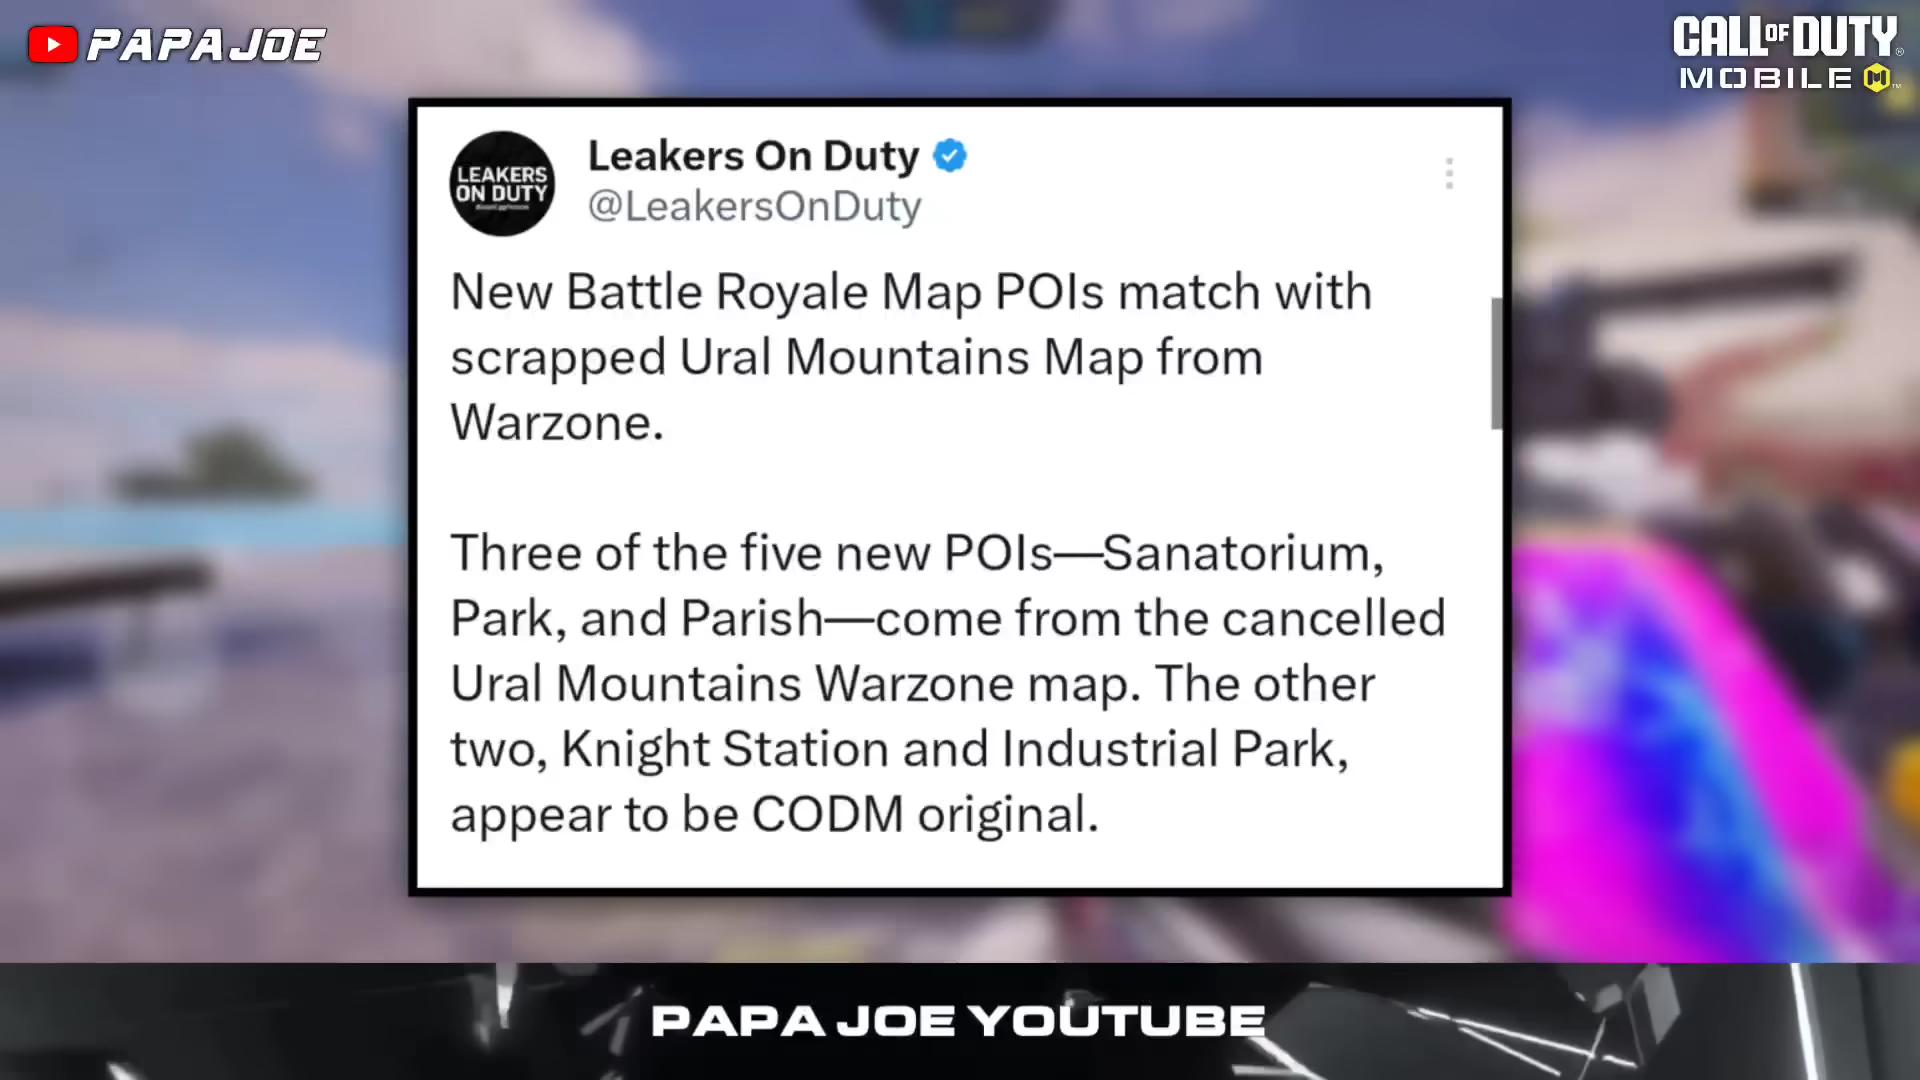 PAPA JOE
CALL OF DUTY
MOBILE
LEAKERS
ON DUTY
Leakers On Duty
@LeakersOnDuty
New Battle Royale Map POIs match with
scrapped Ural Mountains Map from
Warzone.
Three of the five new POIs—Sanatorium,
Park, and Parish—come from the cancelled
Ural Mountains Warzone map. The other
two, Knight Station and Industrial Park,
appear to be CODM original.
PAPA JOE YOUTUBE